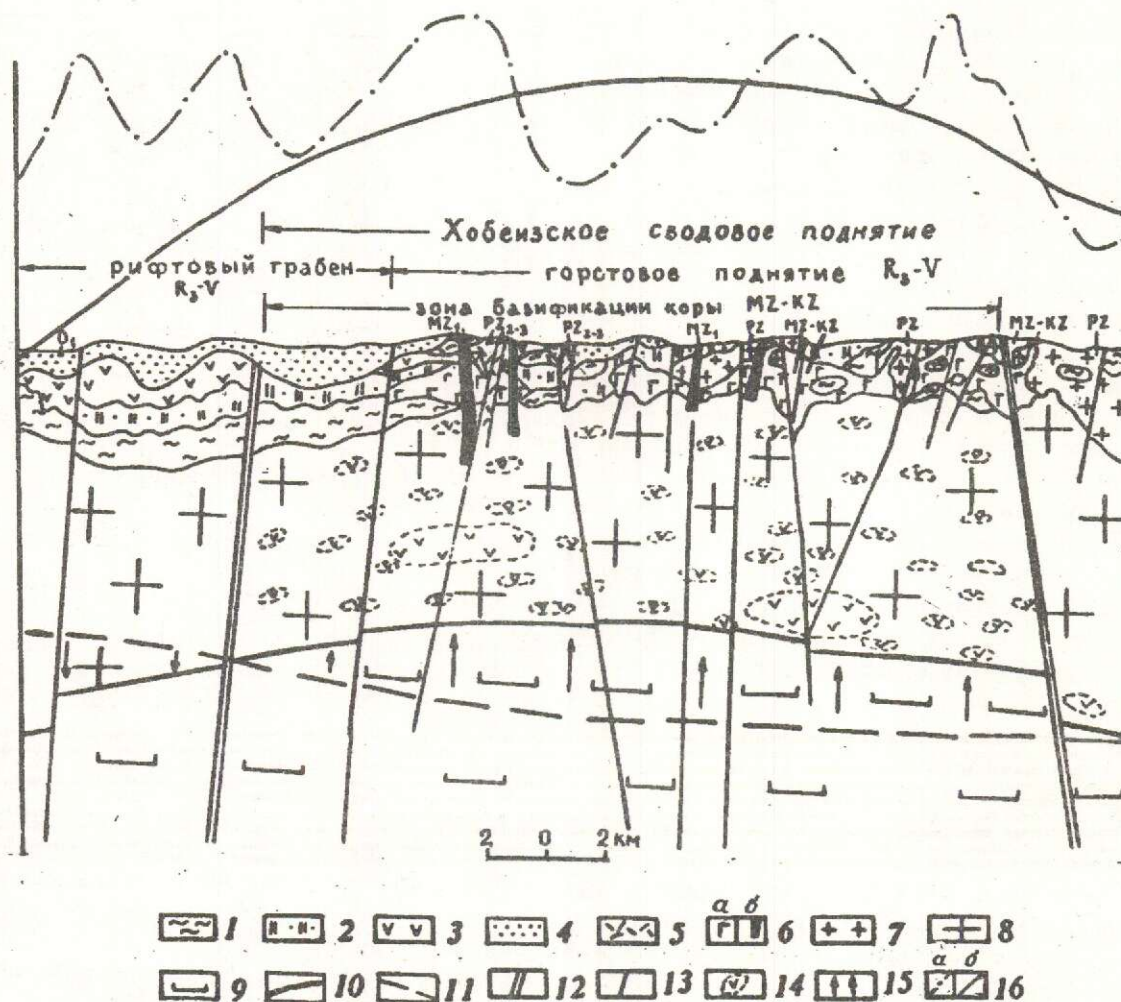 Хобеизское сводовое поднятие
рифтовый грабен
R₃-V
горстовое поднятие R₃-V
зона базификации коры MZ-KZ
O₁
MZ₁
PZ₂₋₃
PZ₂₋₃
MZ₁
PZ
MZ-KZ
PZ
MZ-KZ
PZ
2 0 2 км
а б
1 2 3 4 5 6 7 8
а б
9 10 11 12 13 14 15 16